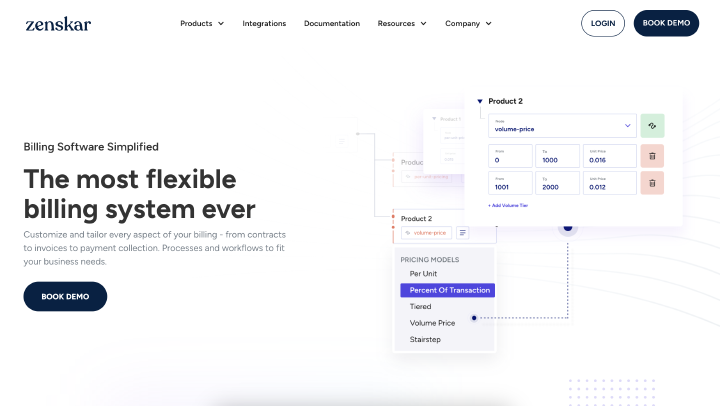 zenskar
Products
Integrations
Documentation
Resources
Company
LOGIN
BOOK DEMO
Billing Software Simplified
The most flexible
billing system ever
Customize and tailor every aspect of your billing - from contracts
to invoices to payment collection. Processes and workflows to fit
your business needs.
BOOK DEMO
Product 2
volume-price
To
Unit Price
0
1000
0.016
To
Unit Price
1001
2000
0.012
+ Add Volume Tier
Product 2
volume-price
PRICING MODELS
Per Unit
Percent Of Transaction
Tiered
Volume Price
Stairstep